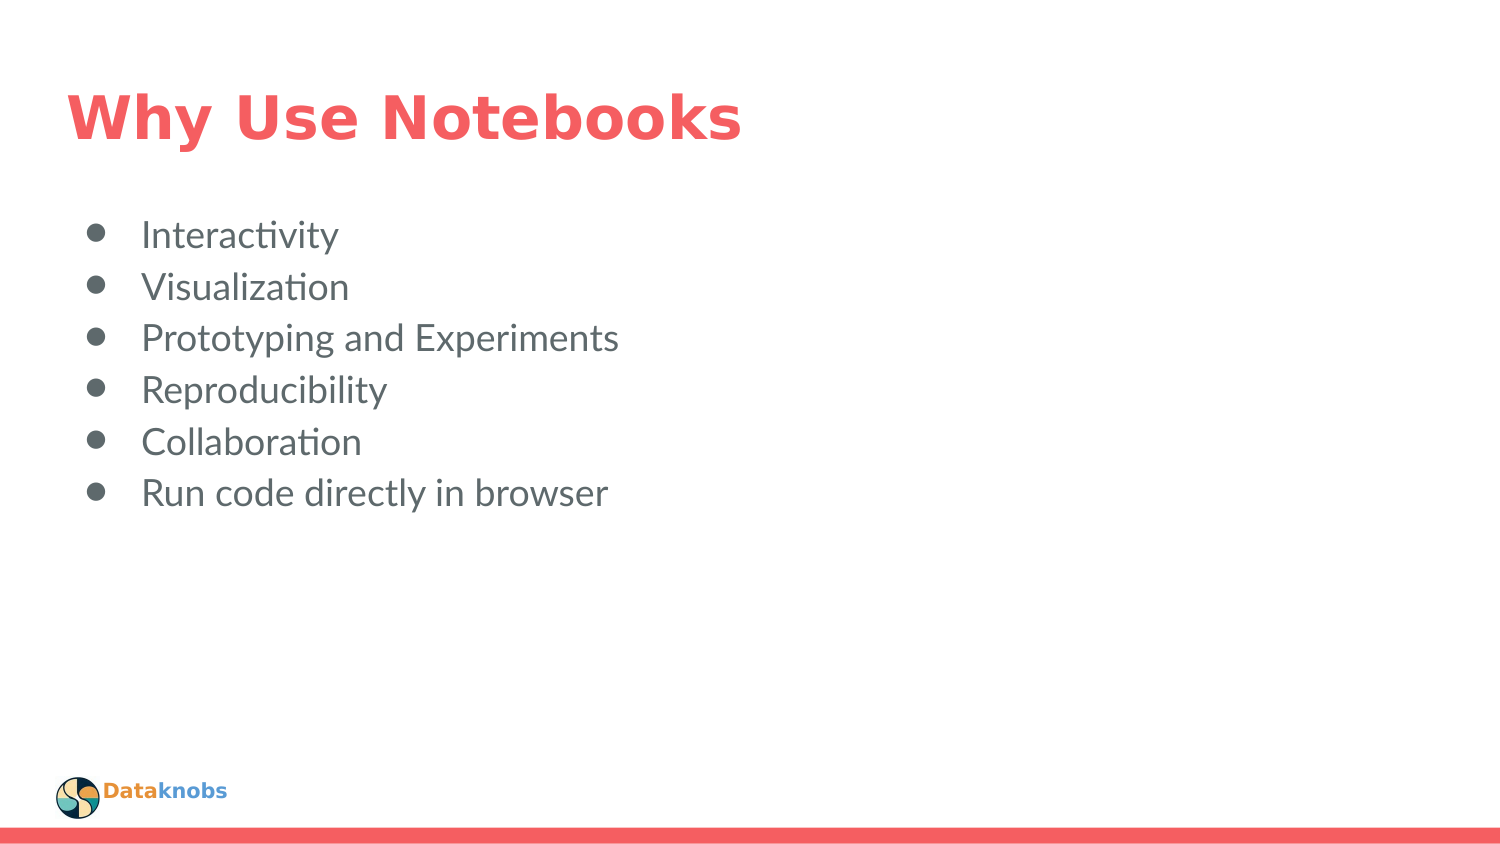 Why Use Notebooks
● Interactivity
● Visualization
● Prototyping and Experiments
● Reproducibility
● Collaboration
● Run code directly in browser
Dataknobs